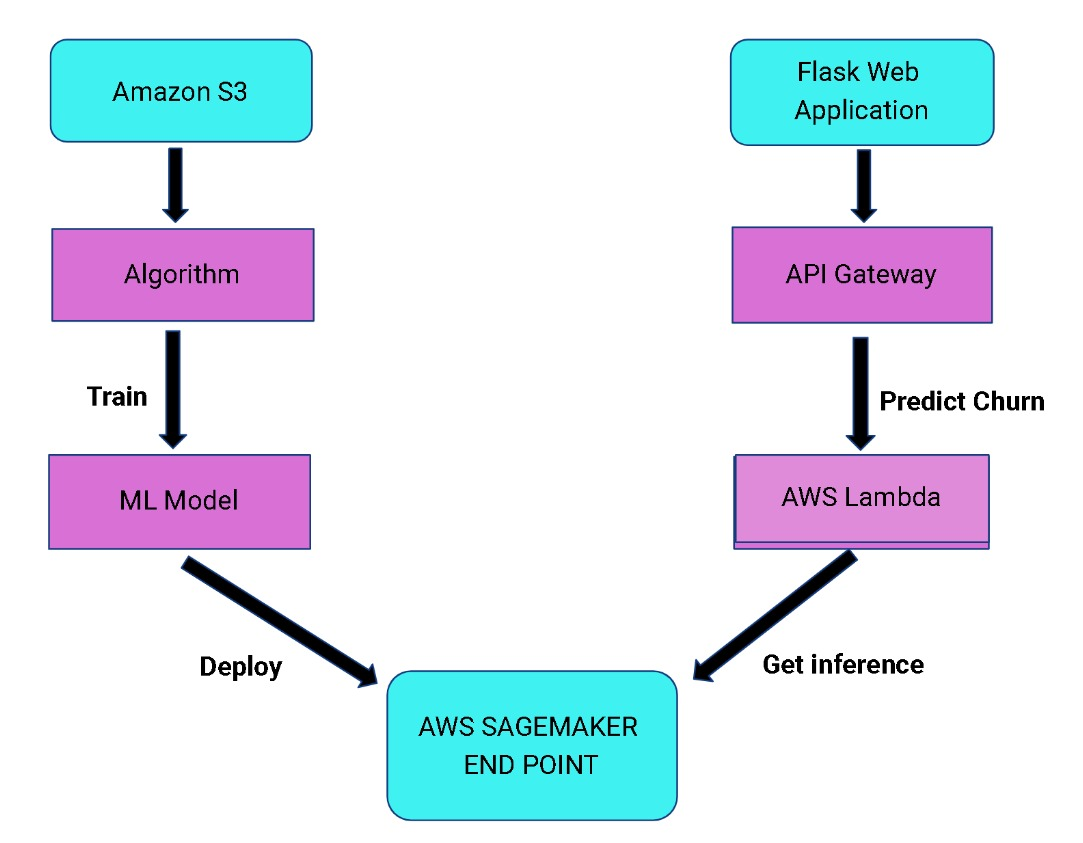 Amazon S3
Flask Web
Application
Algorithm
API Gateway
Train
Predict Churn
ML Model
AWS Lambda
Deploy
Get inference
AWS SAGEMAKER
END POINT